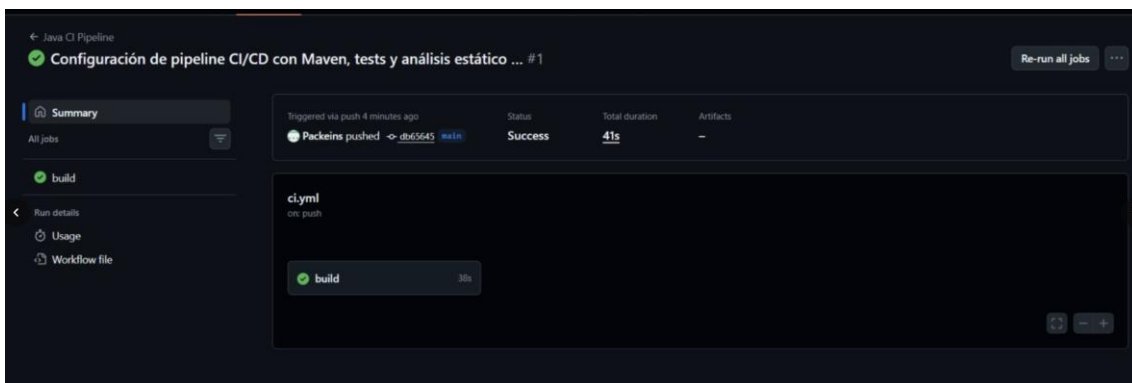 ← Java CI Pipeline
Configuración de pipeline CI/CD con Maven, tests y análisis estático ... #1
Re-run all jobs
Summary
All jobs
build
Run details
Usage
Workflow file
Triggered via push 4 minutes ago
Packeins pushed db65645 main
Status
Success
Total duration
41s
Artifacts
–
ci.yml
on: push
build 38s